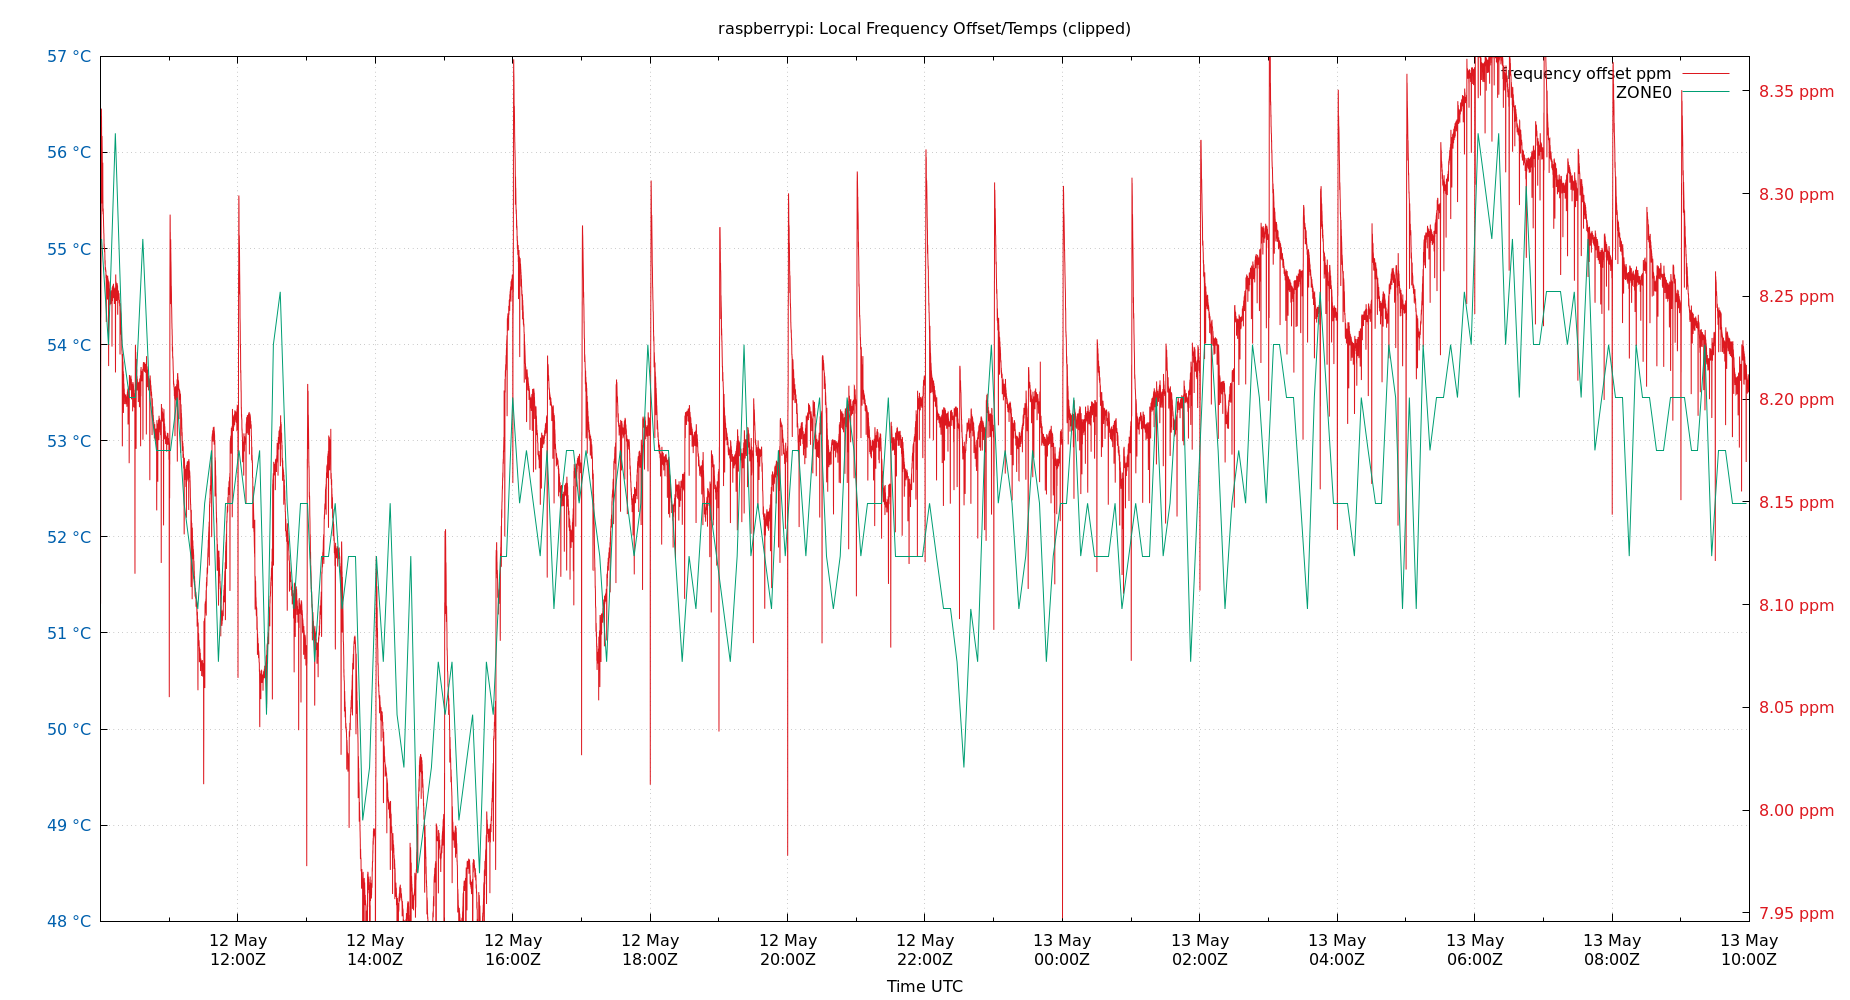 raspberrypi: Local Frequency Offset/Temps (clipped)
57 °C
56 °C
55 °C
54 °C
53 °C
52 °C
51 °C
50 °C
49 °C
48 °C
frequency offset ppm
ZONE0
8.35 ppm
8.30 ppm
8.25 ppm
8.20 ppm
8.15 ppm
8.10 ppm
8.05 ppm
8.00 ppm
7.95 ppm
12 May 12 May 12 May 12 May 12 May 12 May 13 May 13 May 13 May 13 May 13 May 13 May
12:00Z 14:00Z 16:00Z 18:00Z 20:00Z 22:00Z 00:00Z 02:00Z 04:00Z 06:00Z 08:00Z 10:00Z
Time UTC